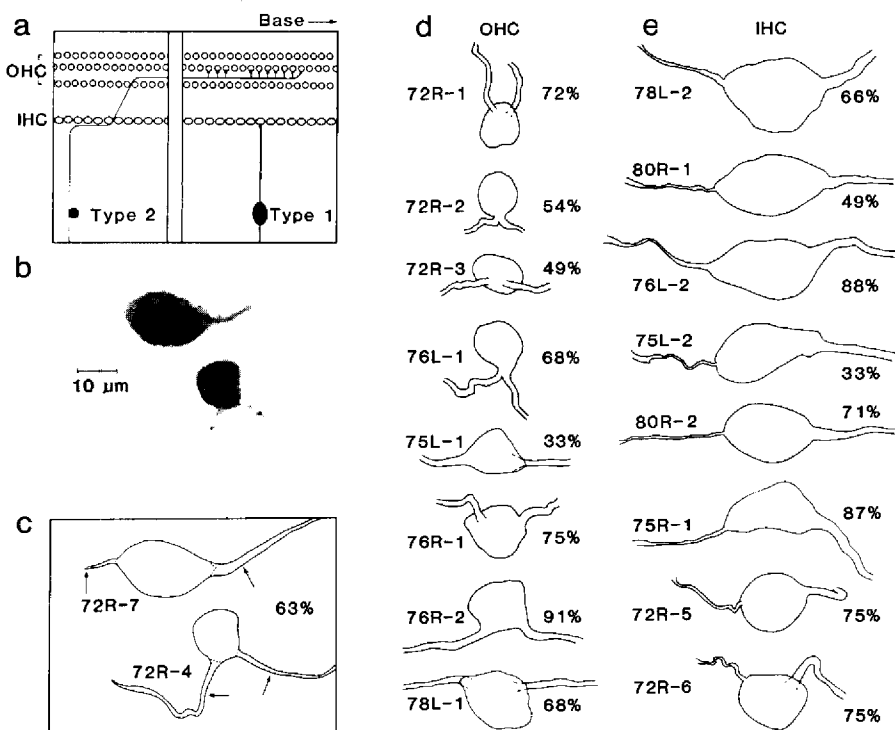 a
Base →
OHC
IHC
Type 2
Type 1
b
10 µm
c
72R-7
63%
72R-4
d
OHC
72R-1 72%
72R-2 54%
72R-3 49%
76L-1 68%
75L-1 33%
76R-1 75%
76R-2 91%
78L-1 68%
e
IHC
78L-2 66%
80R-1 49%
76L-2 88%
75L-2 33%
80R-2 71%
75R-1 87%
72R-5 75%
72R-6 75%